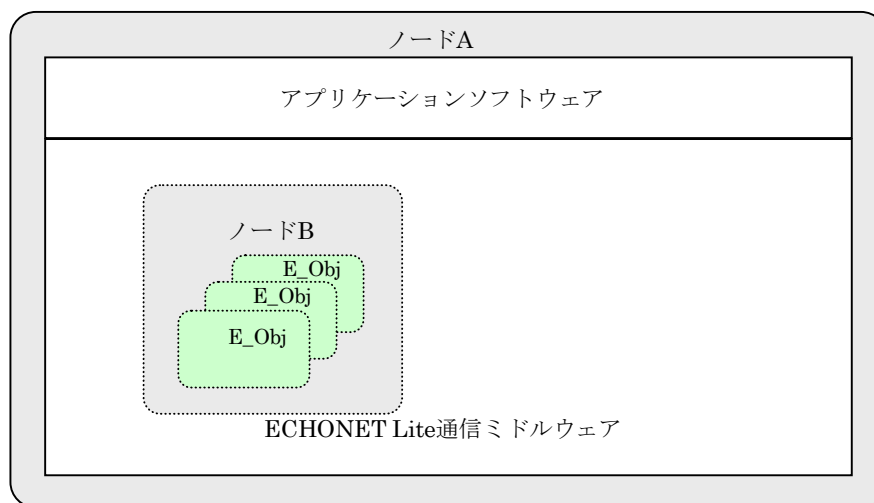 ノードA
アプリケーションソフトウェア
ノードB
E_Obj
E_Obj
E_Obj
ECHONET Lite通信ミドルウェア